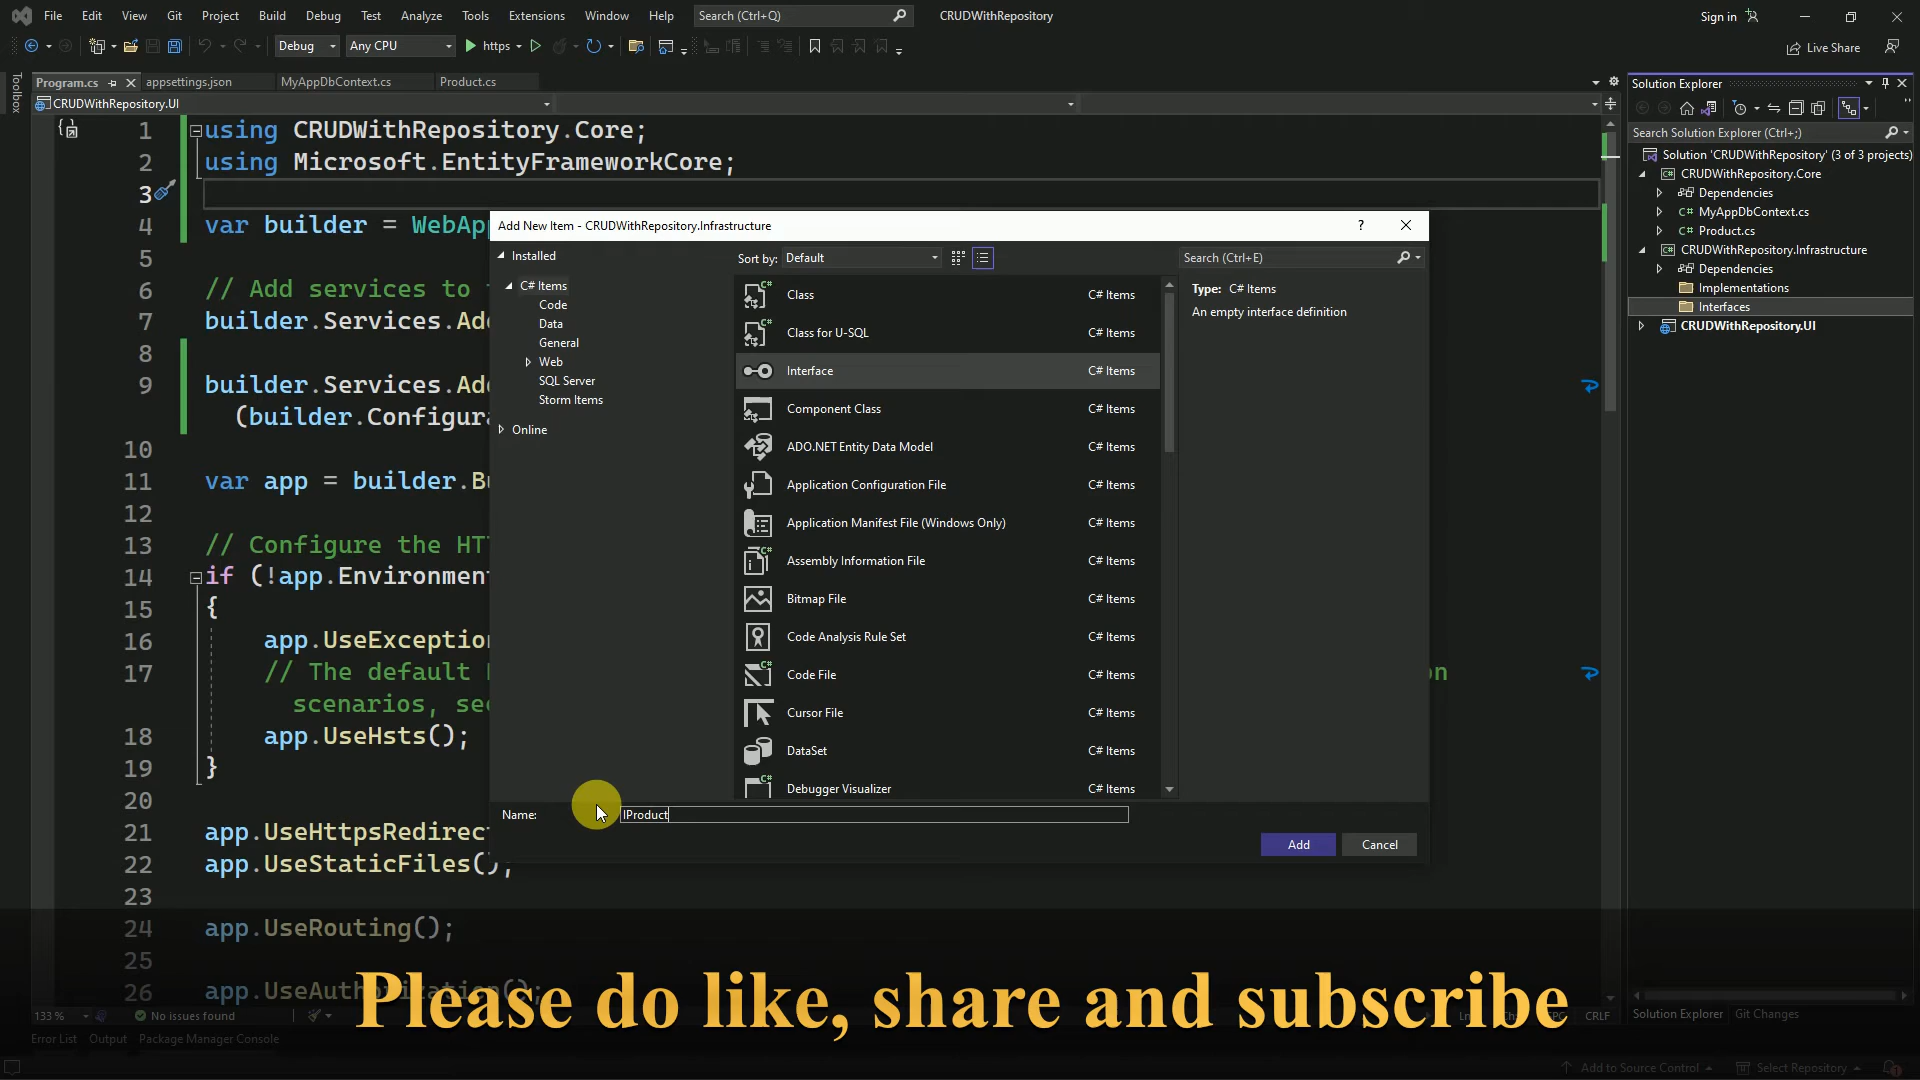 File Edit View Git Project Build Debug Test Analyze Tools Extensions Window Help Search (Ctrl+Q) CRUDWithRepository Sign in
Debug Any CPU https Live Share
Toolbox
Program.cs appsettings.json MyAppDbContext.cs Product.cs
CRUDWithRepository.UI
1 using CRUDWithRepository.Core;
2 using Microsoft.EntityFrameworkCore;
3
4 var builder = WebAp
5
6 // Add services to
7 builder.Services.Ad
8
9 builder.Services.Ad
(builder.Configur
10
11 var app = builder.B
12
13 // Configure the HT
14 if (!app.Environment
15 {
16 app.UseException
17 // The default
on
scenarios, se
18 app.UseHsts();
19 }
20
21 app.UseHttpsRedirec
22 app.UseStaticFiles();
23
24 app.UseRouting();
25
26 app.UseAuthorization();
Add New Item - CRUDWithRepository.Infrastructure
Installed
C# Items
Code
Data
General
Web
SQL Server
Storm Items
Online
Sort by: Default
Class C# Items
Class for U-SQL C# Items
Interface C# Items
Component Class C# Items
ADO.NET Entity Data Model C# Items
Application Configuration File C# Items
Application Manifest File (Windows Only) C# Items
Assembly Information File C# Items
Bitmap File C# Items
Code Analysis Rule Set C# Items
Code File C# Items
Cursor File C# Items
DataSet C# Items
Debugger Visualizer C# Items
Search (Ctrl+E)
Type: C# Items
An empty interface definition
Name: IProduct
Add Cancel
Solution Explorer
Search Solution Explorer (Ctrl+;)
Solution 'CRUDWithRepository' (3 of 3 projects)
CRUDWithRepository.Core
Dependencies
MyAppDbContext.cs
Product.cs
CRUDWithRepository.Infrastructure
Dependencies
Implementations
Interfaces
CRUDWithRepository.UI
Please do like, share and subscribe
133 % No issues found CRLF
Solution Explorer Git Changes
Error List Output Package Manager Console
Add to Source Control Select Repository